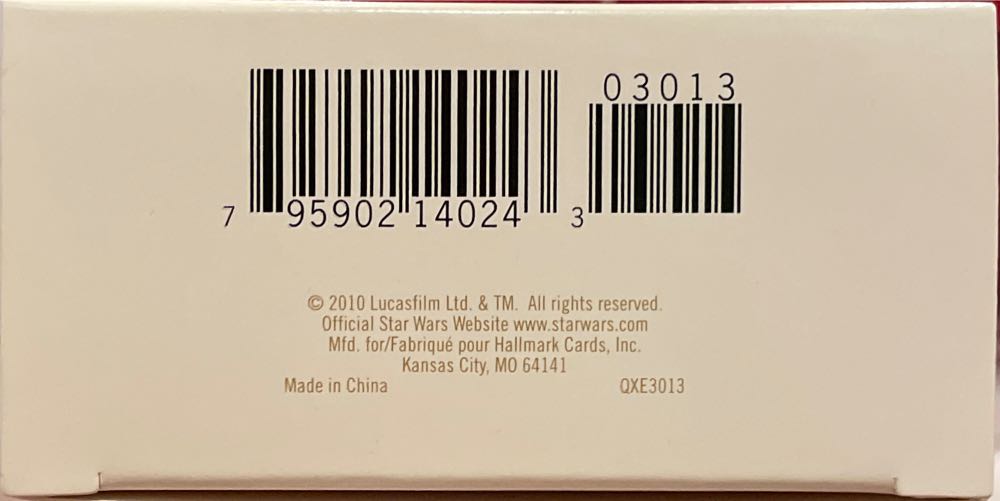 03013
7 95902 14024 3
© 2010 Lucasfilm Ltd. & TM. All rights reserved.
Official Star Wars Website www.starwars.com
Mfd. for/Fabriqué pour Hallmark Cards, Inc.
Kansas City, MO 64141
Made in China QXE3013